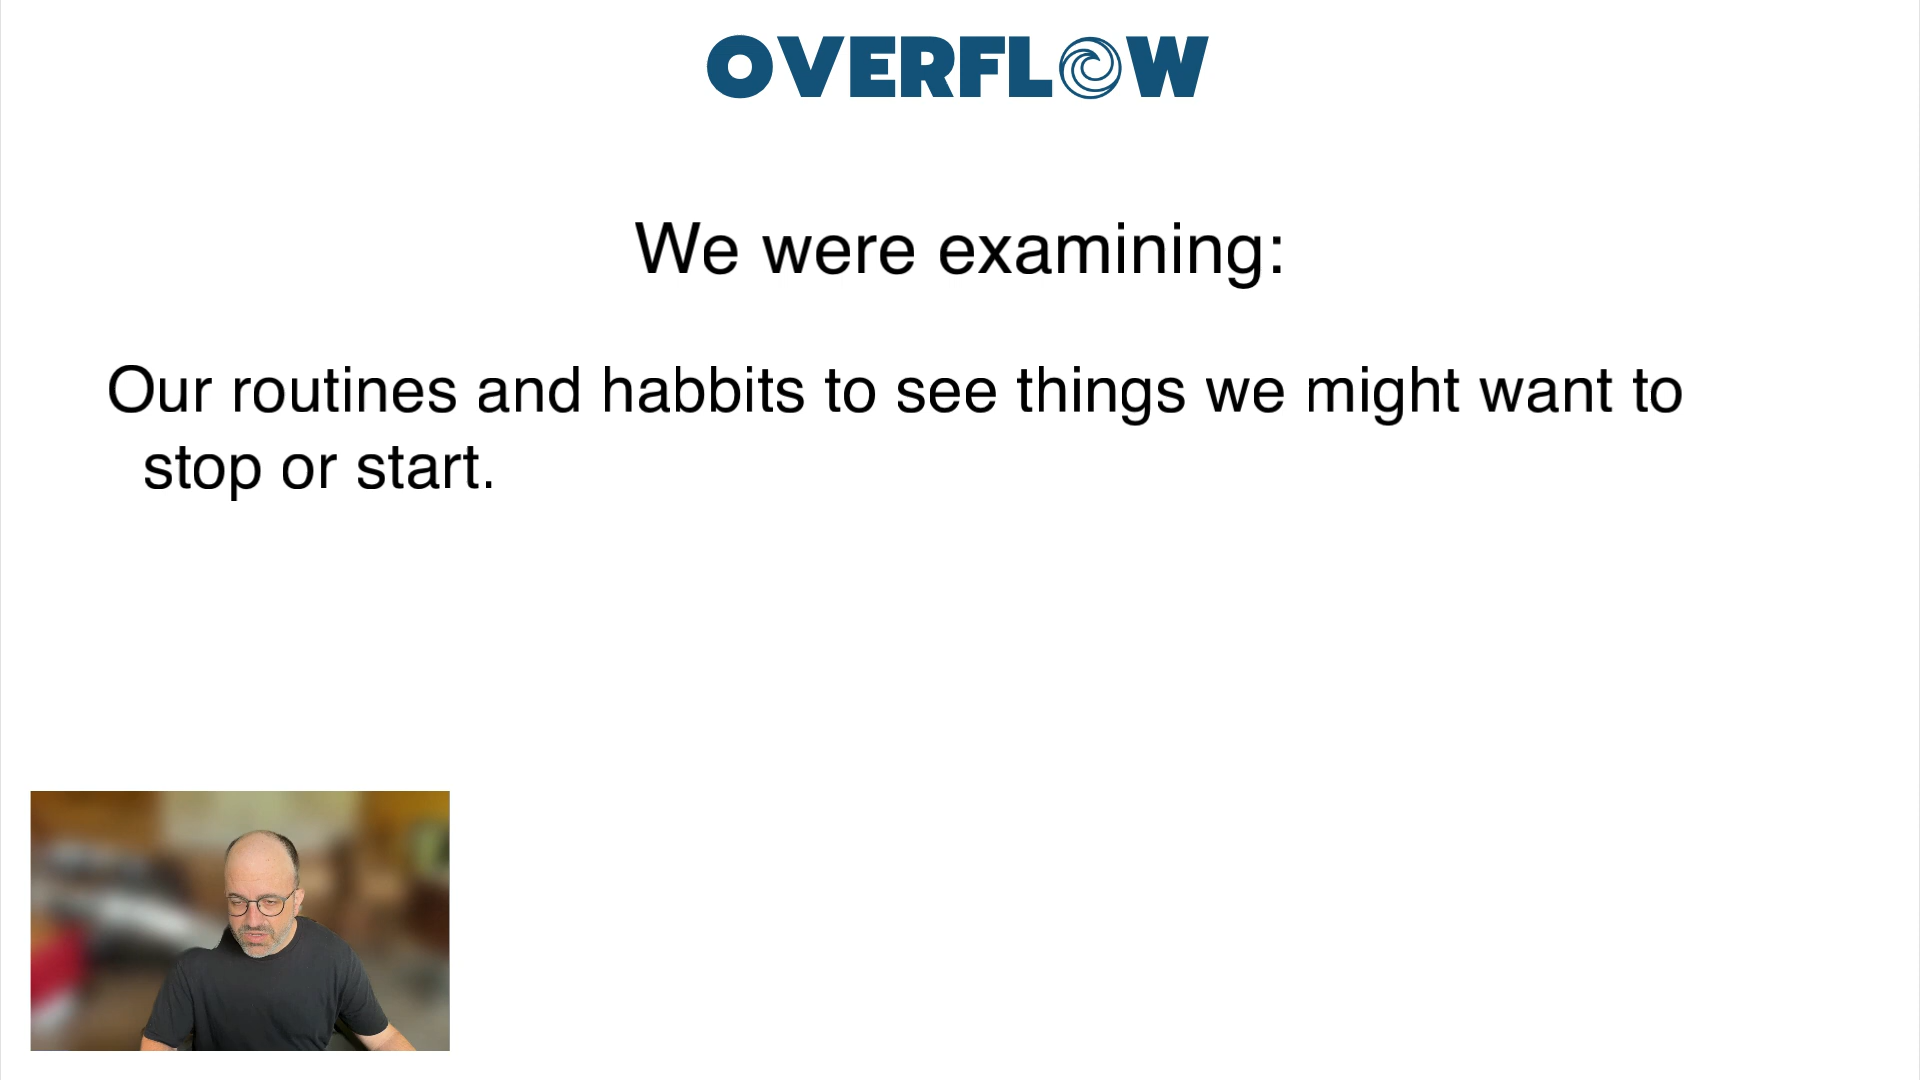 OVERFLOW
We were examining:
Our routines and habbits to see things we might want to
stop or start.